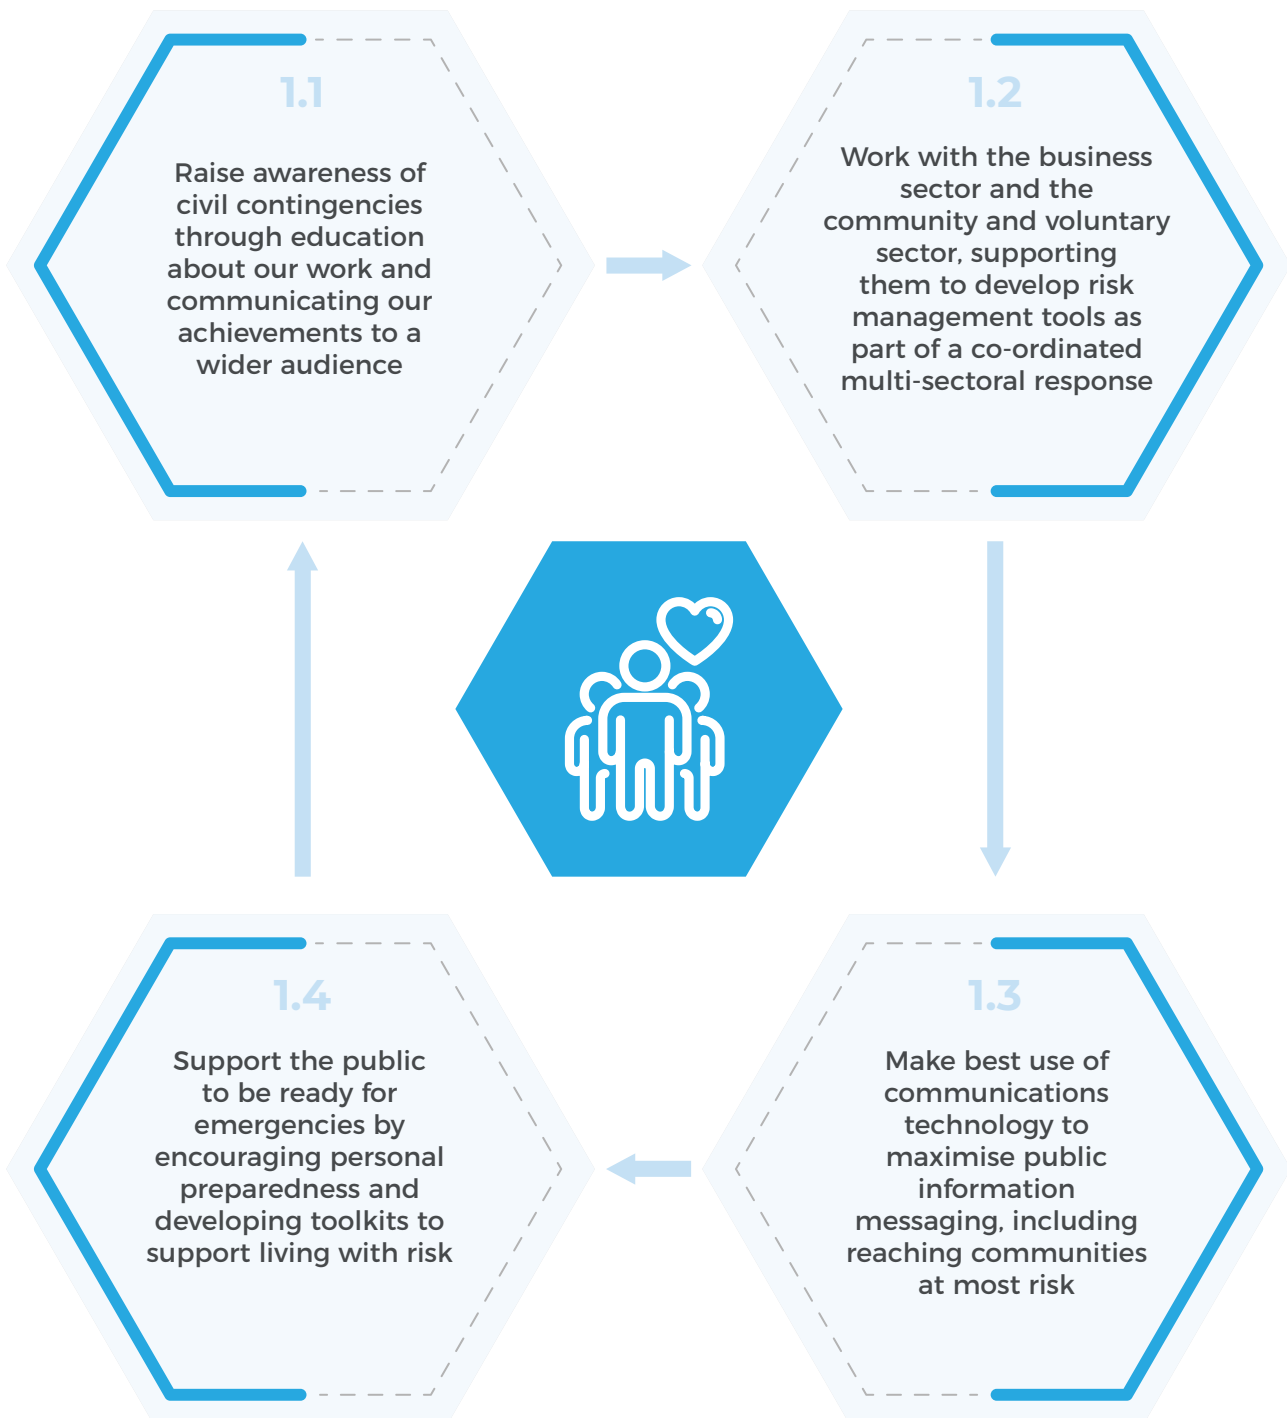 1.1
Raise awareness of
civil contingencies
through education
about our work and
communicating our
achievements to a
wider audience
1.2
Work with the business
sector and the
community and voluntary
sector, supporting
them to develop risk
management tools as
part of a co-ordinated
multi-sectoral response
1.3
Make best use of
communications
technology to
maximise public
information
messaging, including
reaching communities
at most risk
1.4
Support the public
to be ready for
emergencies by
encouraging personal
preparedness and
developing toolkits to
support living with risk